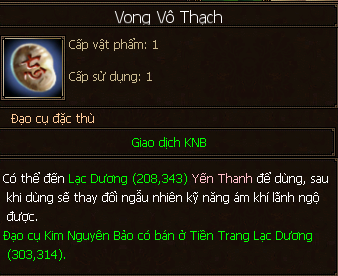 Vong Vô Thạch
Cấp vật phẩm: 1
Cấp sử dụng: 1
Đạo cụ đặc thù
Giao dịch KNB
Có thể đến Lạc Dương (208,343) Yến Thanh để dùng, sau
khi dùng sẽ thay đổi ngẫu nhiên kỹ năng ám khí lãnh ngộ
được.
Đạo cụ Kim Nguyên Bảo có bán ở Tiền Trang Lạc Dương
(303,314).